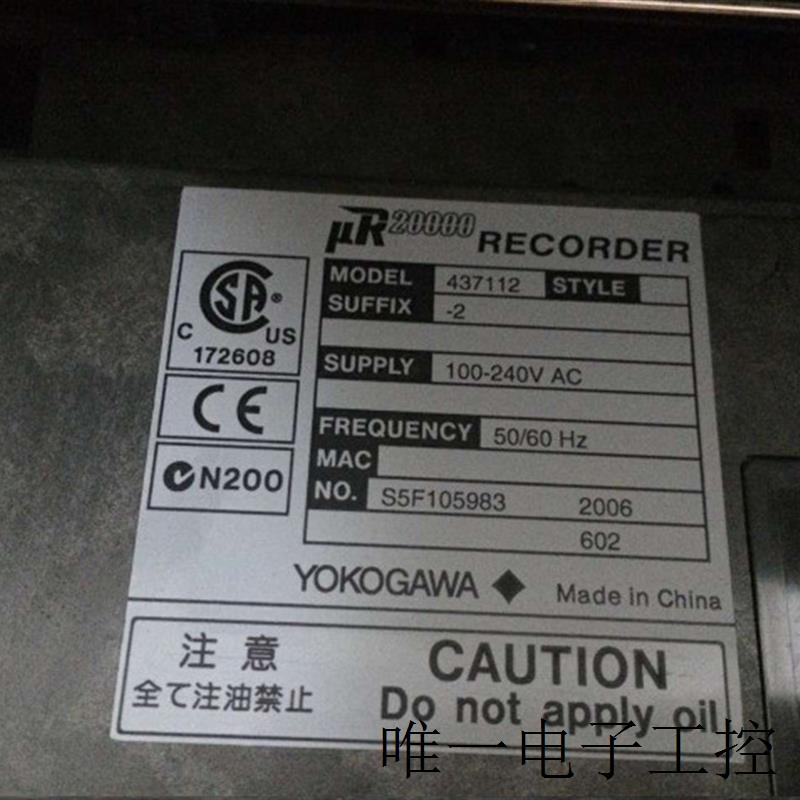 μR20000 RECORDER
MODEL 437112 STYLE
SUFFIX -2
SUPPLY 100-240V AC
FREQUENCY 50/60 Hz
MAC
NO. S5F105983 2006
602
SA®
C US
172608
CE
N200
YOKOGAWA ◆ Made in China
注意
全て注油禁止
CAUTION
Do not apply oil
唯一电子工控